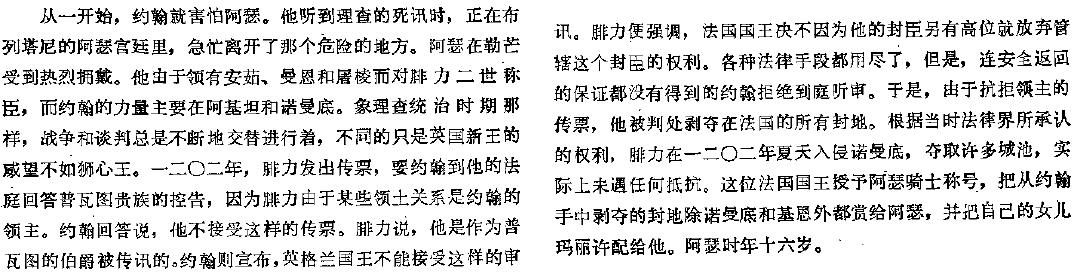 从一开始，约翰就害怕阿瑟。他听到理查的死讯时，正在布
列塔尼的阿瑟宫廷里，急忙离开了那个危险的地方。阿瑟在勒芒
受到热烈拥戴。他由于领有安茹、曼恩和屠棱而对腓力二世称
臣，而约翰的力量主要在阿基坦和诺曼底。象理查统治时期那
样，战争和谈判总是不断地交替进行着，不同的只是英国新王的
威望不如狮心王。一二〇二年，腓力发出传票，要约翰到他的法
庭回答普瓦图贵族的控告，因为腓力由于某些领土关系是约翰的
领主。约翰回答说，他不接受这样的传票。腓力说，他是作为普
瓦图的伯爵被传讯的。约翰则宣布，英格兰国王不能接受这样的审
讯。腓力便强调，法国国王决不因为他的封臣另有高位就放弃管
辖这个封臣的权利。各种法律手段都用尽了，但是，连安全返回
的保证都没有得到的约翰拒绝到庭听审。于是，由于抗拒领主的
传票，他被判处剥夺在法国的所有封地。根据当时法律界所承认
的权利，腓力在一二〇二年夏天入侵诺曼底，夺取许多城池，实
际上未遇任何抵抗。这位法国国王授予阿瑟骑士称号，把从约翰
手中剥夺的封地除诺曼底和基恩外都赏给阿瑟，并把自己的女儿
玛丽许配给他。阿瑟时年十六岁。